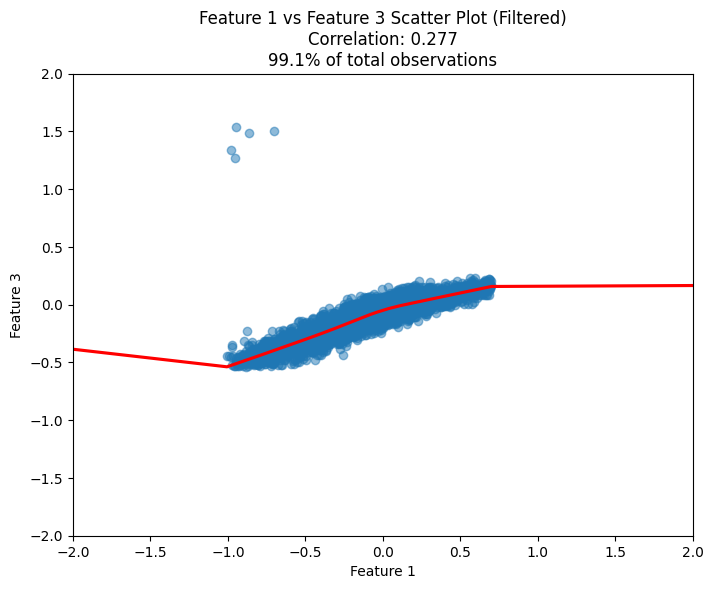 Feature 1 vs Feature 3 Scatter Plot (Filtered)
Correlation: 0.277
99.1% of total observations
2.0
1.5
1.0
0.5
0.0
−0.5
−1.0
−1.5
−2.0
Feature 3
−2.0 −1.5 −1.0 −0.5 0.0 0.5 1.0 1.5 2.0
Feature 1